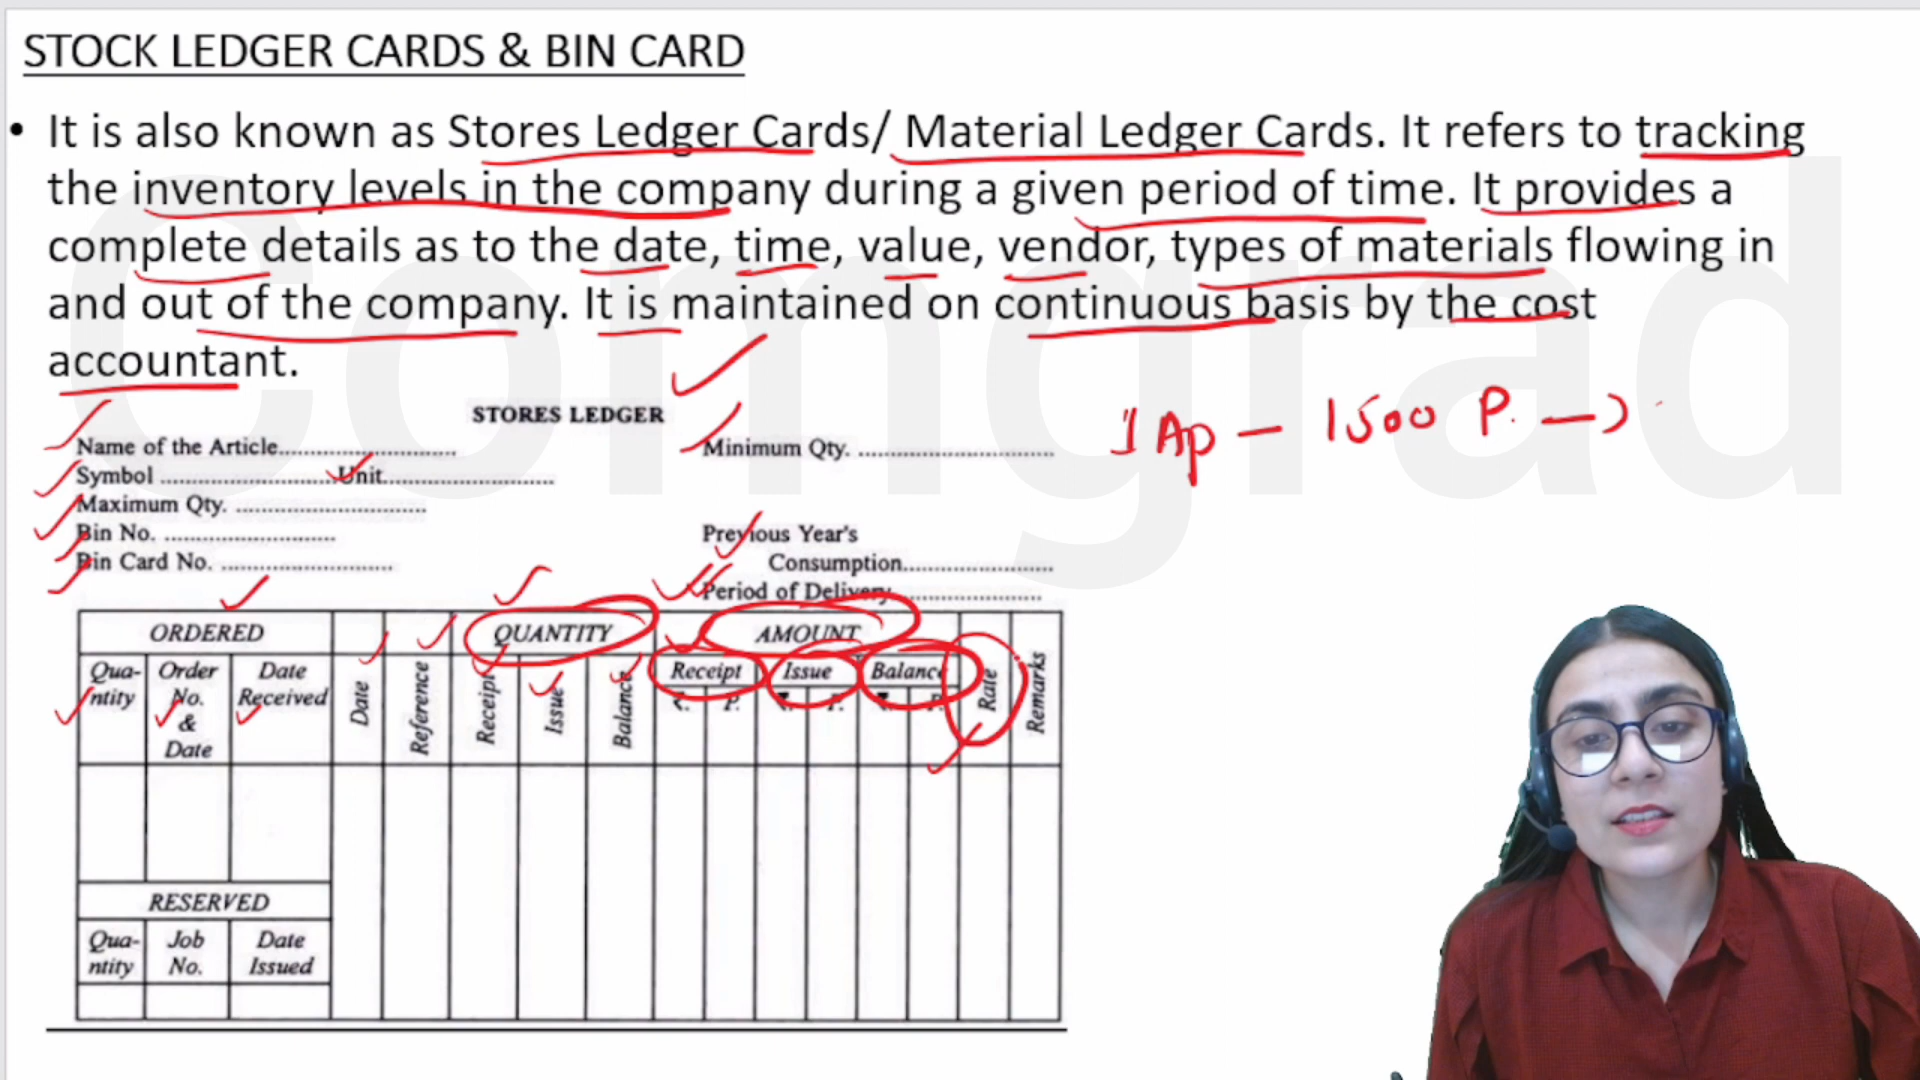 STOCK LEDGER CARDS & BIN CARD
• It is also known as Stores Ledger Cards/ Material Ledger Cards. It refers to tracking
the inventory levels in the company during a given period of time. It provides a
complete details as to the date, time, value, vendor, types of materials flowing in
and out of the company. It is maintained on continuous basis by the cost
accountant.
Comgrad
1 Ap — 1500 P. —>
STORES LEDGER
Name of the Article.............................. Minimum Qty. ..................................
Symbol ..............................Unit..............................
Maximum Qty. ..................................
Bin No. .............................. Previous Year's
Bin Card No. .............................. Consumption..........................
Period of Delivery..........................
ORDERED QUANTITY AMOUNT
Qua-ntity Order No. & Date Date Received Date Reference Receipt Issue Balance Receipt Issue Balance Rate Remarks
₹. P. ₹. P. ₹. P.
RESERVED
Qua-ntity Job No. Date Issued